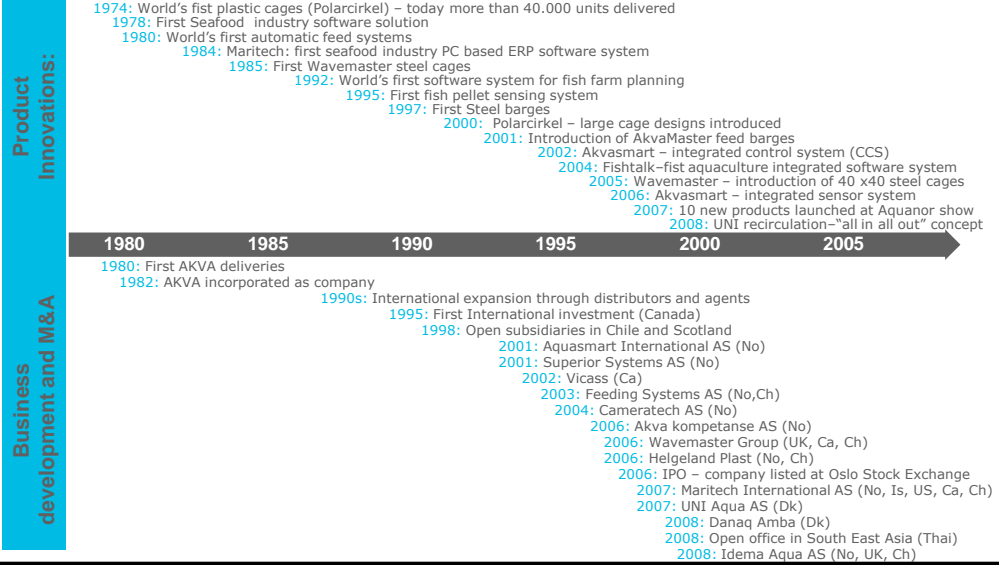 Product
Innovations:
1974: World's fist plastic cages (Polarcirkel) – today more than 40.000 units delivered
1978: First Seafood industry software solution
1980: World's first automatic feed systems
1984: Maritech: first seafood industry PC based ERP software system
1985: First Wavemaster steel cages
1992: World's first software system for fish farm planning
1995: First fish pellet sensing system
1997: First Steel barges
2000: Polarcirkel – large cage designs introduced
2001: Introduction of AkvaMaster feed barges
2002: Akvasmart – integrated control system (CCS)
2004: Fishtalk–fist aquaculture integrated software system
2005: Wavemaster – introduction of 40 x40 steel cages
2006: Akvasmart – integrated sensor system
2007: 10 new products launched at Aquanor show
2008: UNI recirculation–“all in all out” concept
1980 1985 1990 1995 2000 2005
Business
development and M&A
1980: First AKVA deliveries
1982: AKVA incorporated as company
1990s: International expansion through distributors and agents
1995: First International investment (Canada)
1998: Open subsidiaries in Chile and Scotland
2001: Aquasmart International AS (No)
2001: Superior Systems AS (No)
2002: Vicass (Ca)
2003: Feeding Systems AS (No,Ch)
2004: Cameratech AS (No)
2006: Akva kompetanse AS (No)
2006: Wavemaster Group (UK, Ca, Ch)
2006: Helgeland Plast (No, Ch)
2006: IPO – company listed at Oslo Stock Exchange
2007: Maritech International AS (No, Is, US, Ca, Ch)
2007: UNI Aqua AS (Dk)
2008: Danaq Amba (Dk)
2008: Open office in South East Asia (Thai)
2008: Idema Aqua AS (No, UK, Ch)